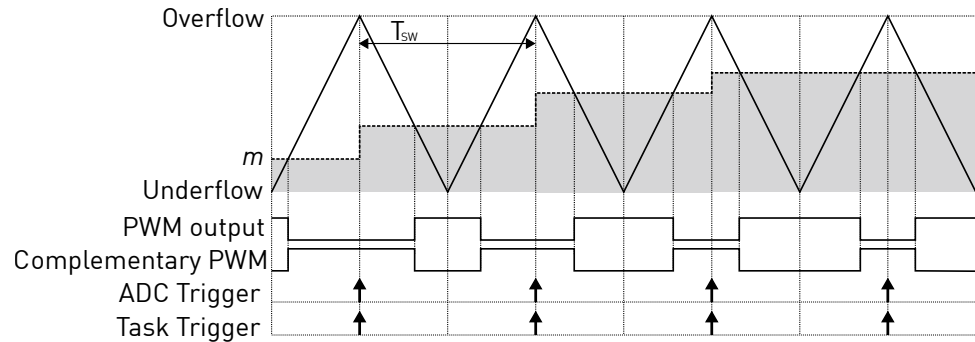 Overflow
Tsw
m
Underflow
PWM output
Complementary PWM
ADC Trigger
Task Trigger